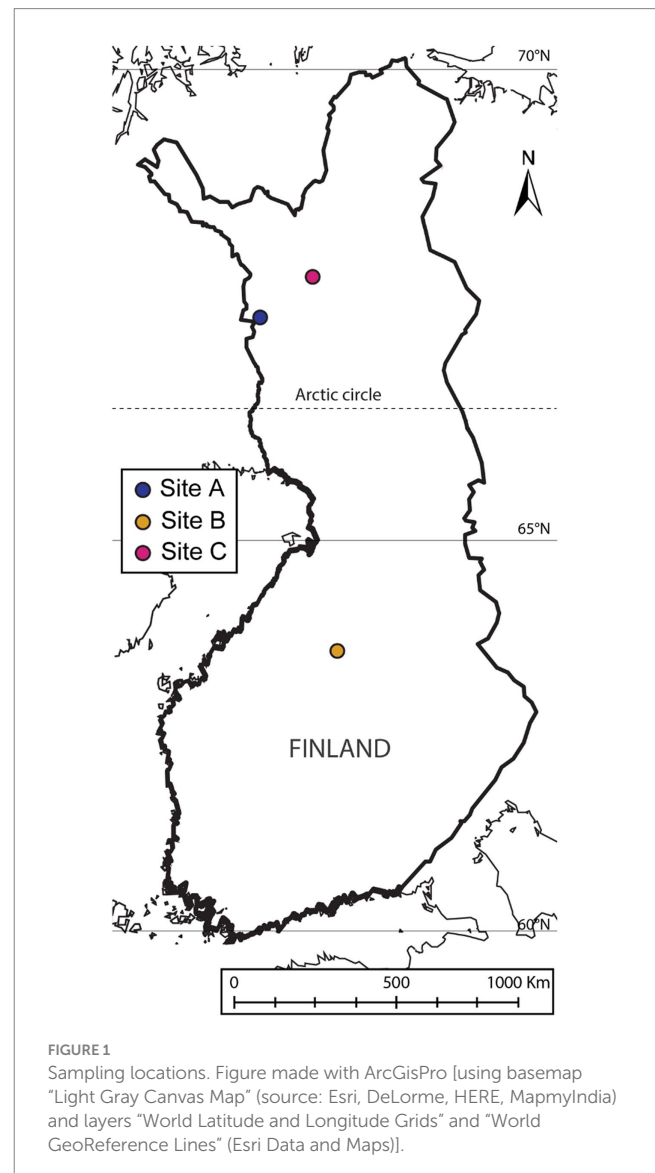 70°N
N
Arctic circle
Site A
Site B
Site C
65°N
FINLAND
60°N
0 500 1000 Km
FIGURE 1
Sampling locations. Figure made with ArcGisPro [using basemap
“Light Gray Canvas Map” (source: Esri, DeLorme, HERE, MapmyIndia)
and layers “World Latitude and Longitude Grids” and “World
GeoReference Lines” (Esri Data and Maps)].